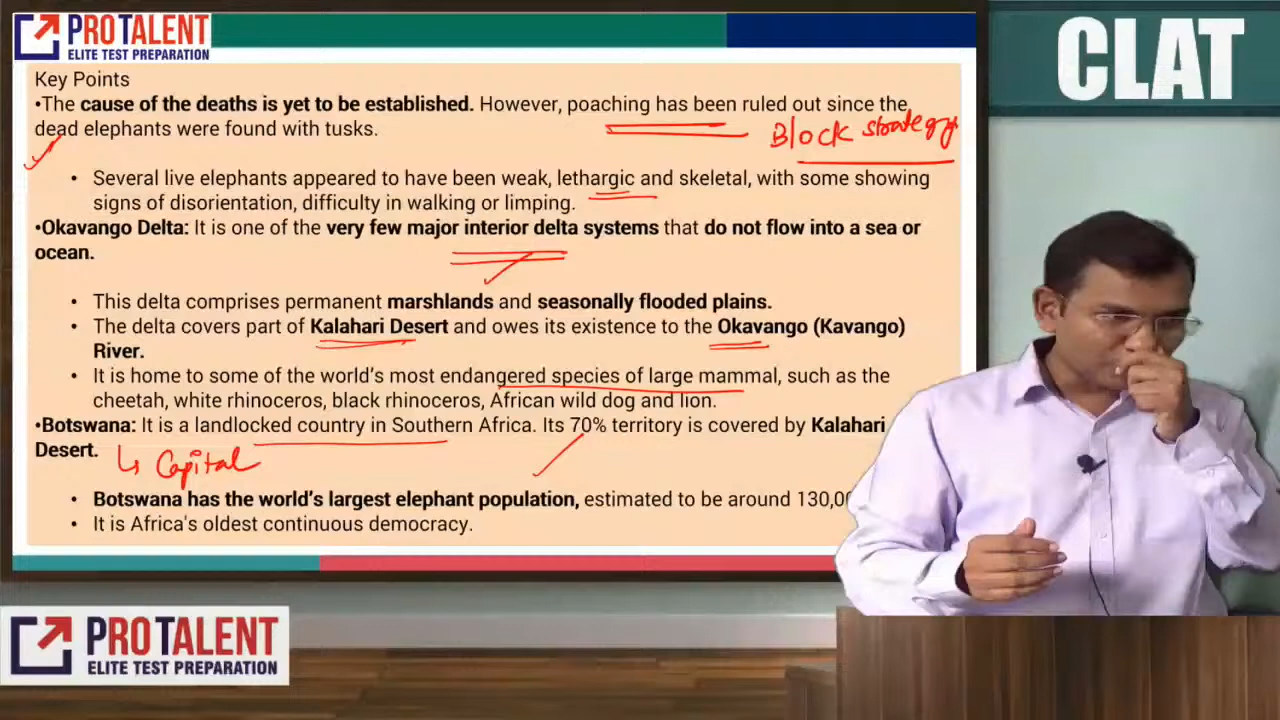 PROTALENT
ELITE TEST PREPARATION
CLAT
Key Points
•The cause of the deaths is yet to be established. However, poaching has been ruled out since the
dead elephants were found with tusks.
Block strategy
• Several live elephants appeared to have been weak, lethargic and skeletal, with some showing
signs of disorientation, difficulty in walking or limping.
•Okavango Delta: It is one of the very few major interior delta systems that do not flow into a sea or
ocean.
• This delta comprises permanent marshlands and seasonally flooded plains.
• The delta covers part of Kalahari Desert and owes its existence to the Okavango (Kavango)
River.
• It is home to some of the world's most endangered species of large mammal, such as the
cheetah, white rhinoceros, black rhinoceros, African wild dog and lion.
•Botswana: It is a landlocked country in Southern Africa. Its 70% territory is covered by Kalahari
Desert.
Capital
• Botswana has the world's largest elephant population, estimated to be around 130,00
• It is Africa's oldest continuous democracy.
PROTALENT
ELITE TEST PREPARATION